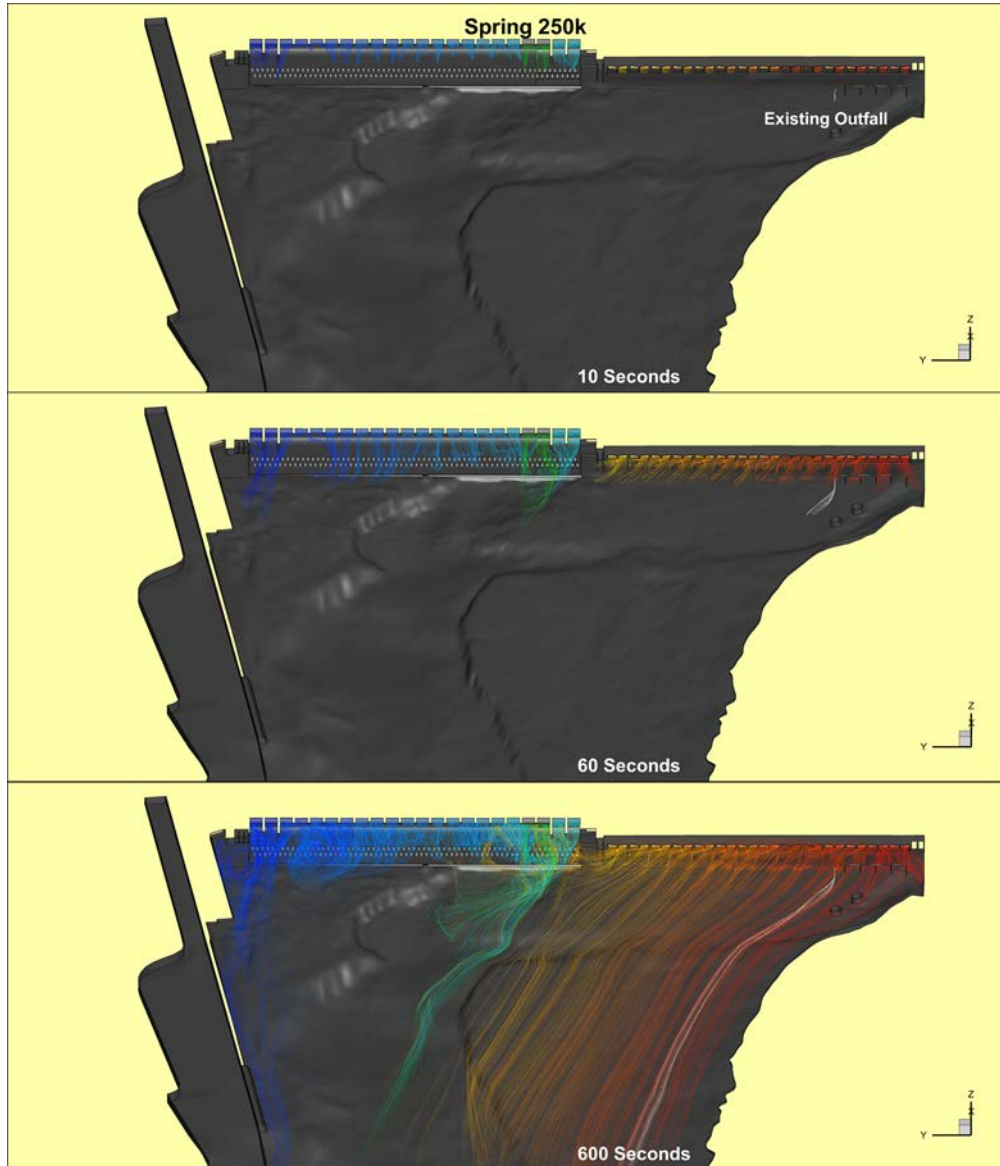 Spring 250k
Existing Outfall
Z
X
Y
10 Seconds
Z
X
Y
60 Seconds
Z
X
Y
600 Seconds